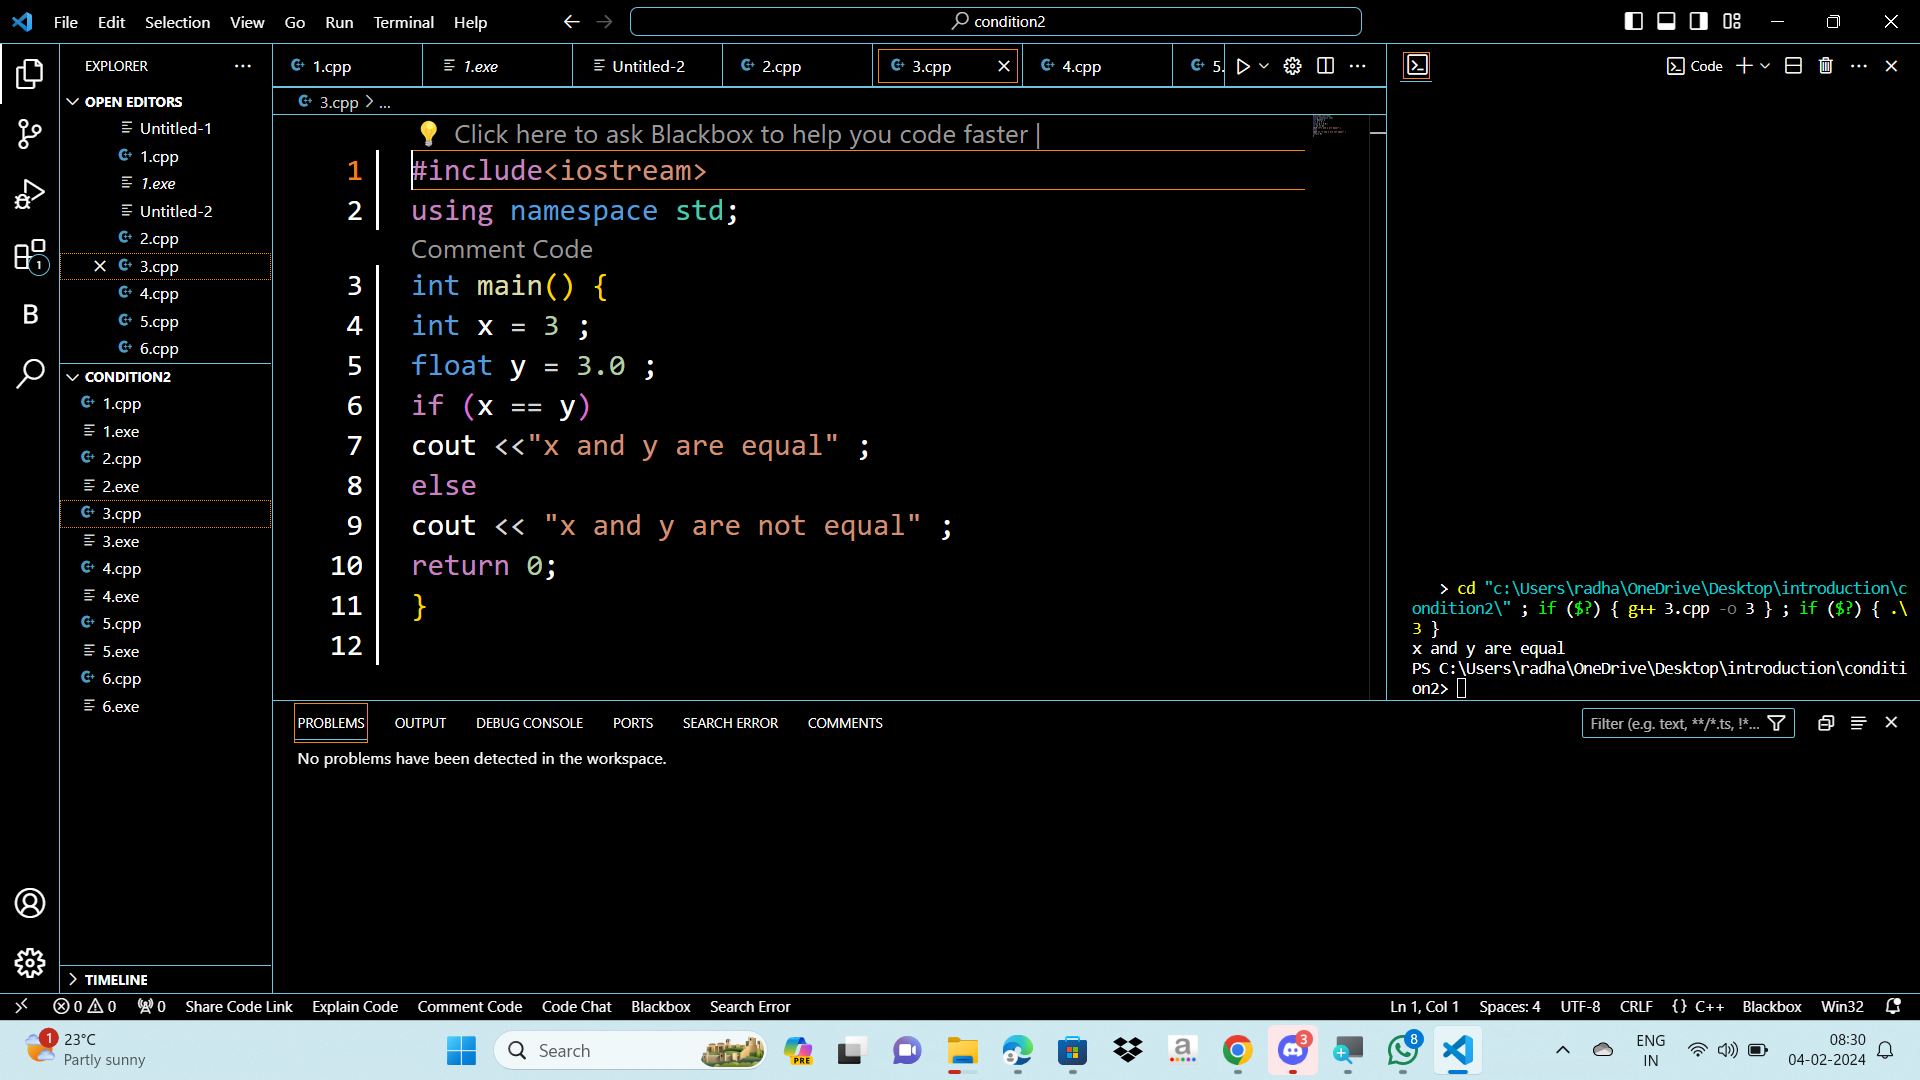 File Edit Selection View Go Run Terminal Help
condition2
EXPLORER
OPEN EDITORS
Untitled-1
1.cpp
1.exe
Untitled-2
2.cpp
3.cpp
4.cpp
5.cpp
6.cpp
CONDITION2
1.cpp
1.exe
2.cpp
2.exe
3.cpp
3.exe
4.cpp
4.exe
5.cpp
5.exe
6.cpp
6.exe
TIMELINE
1
B
1.cpp 1.exe Untitled-2 2.cpp 3.cpp 4.cpp 5.
3.cpp > ...
Click here to ask Blackbox to help you code faster |
1 #include<iostream>
2 using namespace std;
Comment Code
3 int main() {
4 int x = 3 ;
5 float y = 3.0 ;
6 if (x == y)
7 cout <<"x and y are equal" ;
8 else
9 cout << "x and y are not equal" ;
10 return 0;
11 }
12
Code
> cd "c:\Users\radha\OneDrive\Desktop\introduction\c
ondition2\" ; if ($?) { g++ 3.cpp -o 3 } ; if ($?) { .\
3 }
x and y are equal
PS C:\Users\radha\OneDrive\Desktop\introduction\conditi
on2>
PROBLEMS OUTPUT DEBUG CONSOLE PORTS SEARCH ERROR COMMENTS
Filter (e.g. text, **/*.ts, !*...
No problems have been detected in the workspace.
0 0 0 Share Code Link Explain Code Comment Code Code Chat Blackbox Search Error
Ln 1, Col 1 Spaces: 4 UTF-8 CRLF {} C++ Blackbox Win32
1
23°C
Partly sunny
Search
PRE
a
3
8
ENG
IN
08:30
04-02-2024